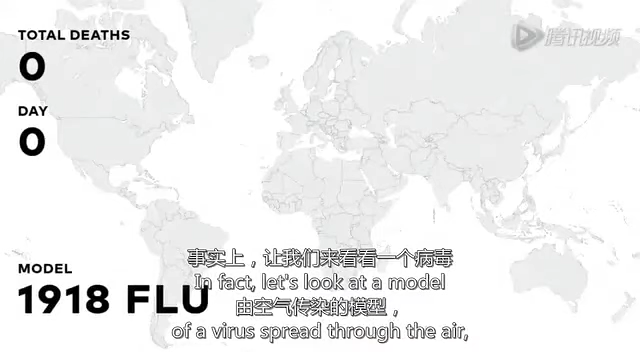 TOTAL DEATHS
0
DAY
0
腾讯视频
MODEL
1918 FLU
事实上，让我们来看看一个病毒
In fact, let's look at a model
由空气传染的模型，
of a virus spread through the air,